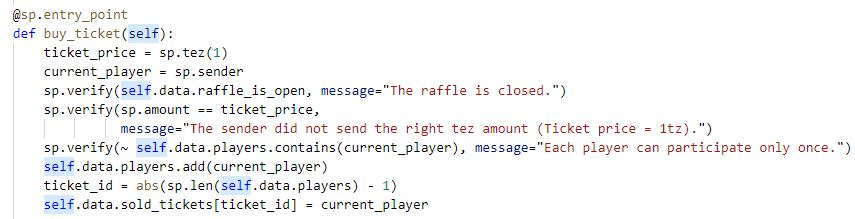 @sp.entry_point
def buy_ticket(self):
    ticket_price = sp.tez(1)
    current_player = sp.sender
    sp.verify(self.data.raffle_is_open, message="The raffle is closed.")
    sp.verify(sp.amount == ticket_price,
              message="The sender did not send the right tez amount (Ticket price = 1tz).")
    sp.verify(~ self.data.players.contains(current_player), message="Each player can participate only once.")
    self.data.players.add(current_player)
    ticket_id = abs(sp.len(self.data.players) - 1)
    self.data.sold_tickets[ticket_id] = current_player